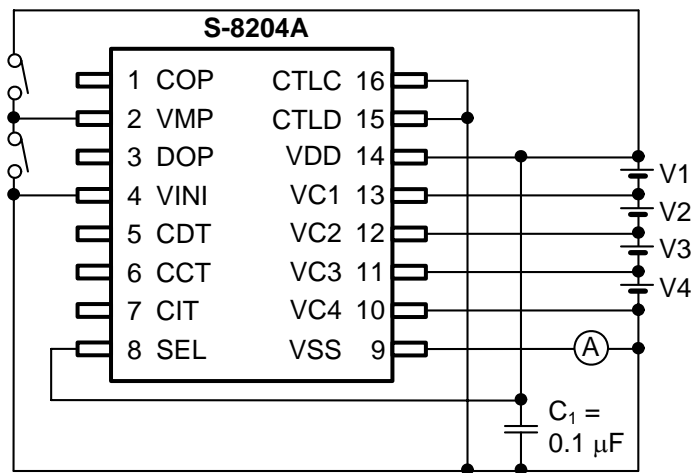 S-8204A
1 COP CTLC 16
2 VMP CTLD 15
3 DOP VDD 14
4 VINI VC1 13
5 CDT VC2 12
6 CCT VC3 11
7 CIT VC4 10
8 SEL VSS 9
V1
V2
V3
V4
A
C₁ =
0.1 μF